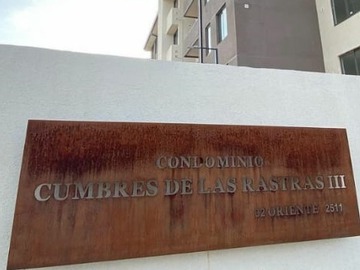 CONDOMINIO
CUMBRES DE LAS RASTRAS III
32 ORIENTE 2511